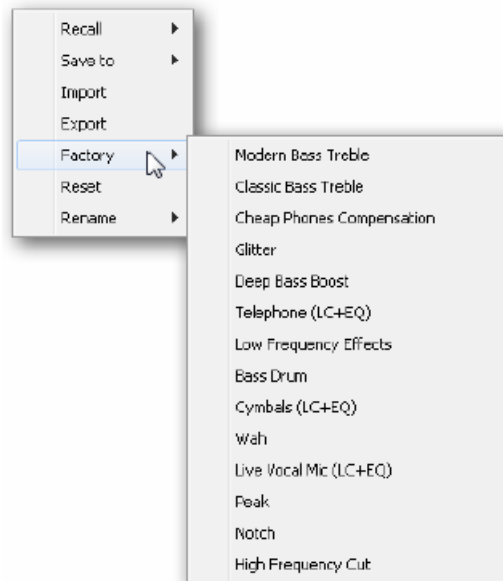 Recall
Save to
Import
Export
Factory
Reset
Rename
Modern Bass Treble
Classic Bass Treble
Cheap Phones Compensation
Glitter
Deep Bass Boost
Telephone (LC+EQ)
Low Frequency Effects
Bass Drum
Cymbals (LC+EQ)
Wah
Live Vocal Mic (LC+EQ)
Peak
Notch
High Frequency Cut